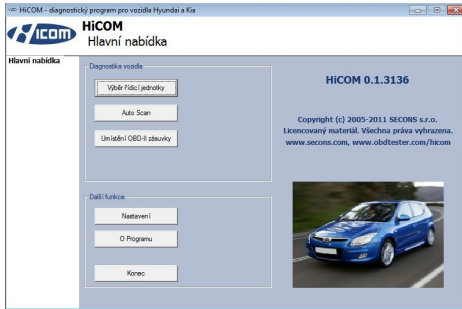 HiCOM - diagnostický program pro vozidla Hyundai a Kia
HICOM
HiCOM
Hlavní nabídka
Hlavní nabídka
Diagnostika vozidla
Výběr řídicí jednotky
Auto Scan
Umístění OBD-II zásuvky
Další funkce
Nastavení
O Programu
Konec
HiCOM 0.1.3136
Copyright (c) 2005-2011 SECONS s.r.o.
Licencovaný materiál. Všechna práva vyhrazena.
www.secons.com, www.obdtester.com/hicom